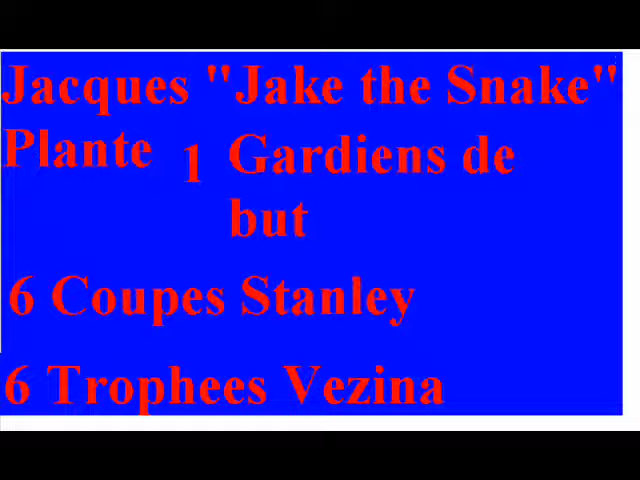 Jacques "Jake the Snake"
Plante 1 Gardiens de
but
6 Coupes Stanley
6 Trophees Vezina